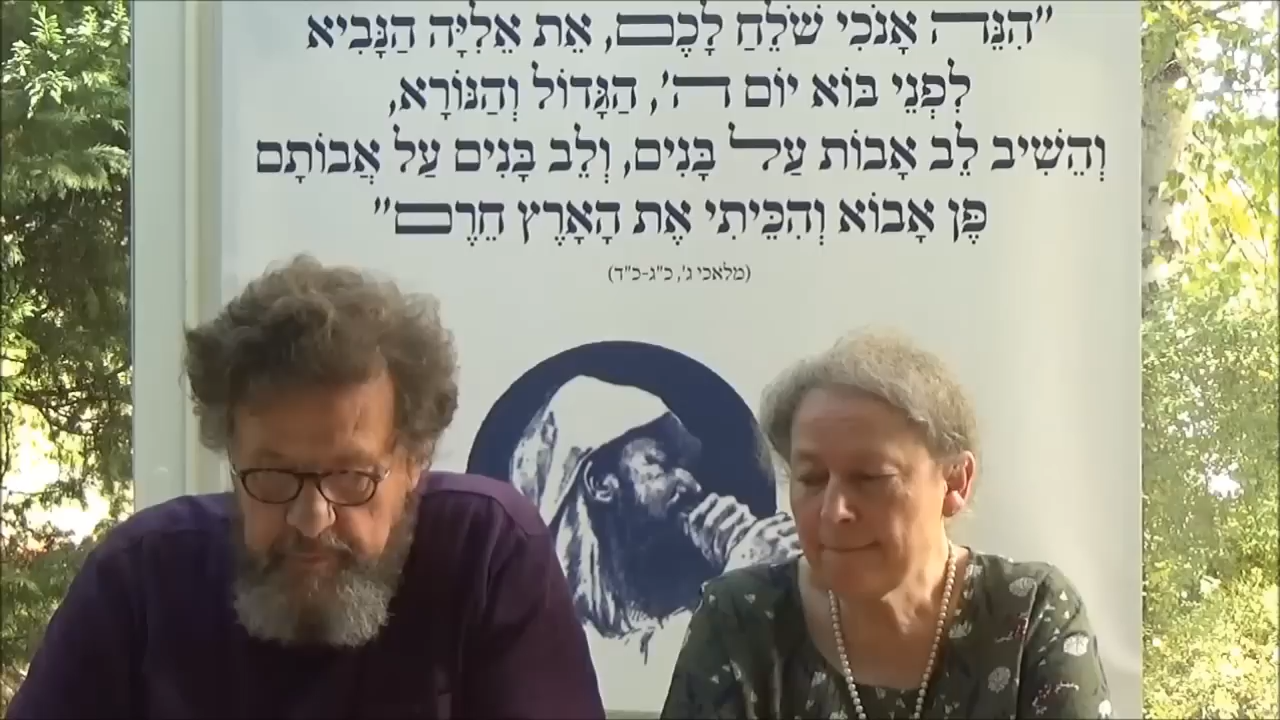 "הִנֵּה אָנֹכִי שֹׁלֵחַ לָכֶם, אֵת אֵלִיָּה הַנָּבִיא
לִפְנֵי בּוֹא יוֹם ה', הַגָּדוֹל וְהַנּוֹרָא,
וְהֵשִׁיב לֵב אָבוֹת עַל בָּנִים, וְלֵב בָּנִים עַל אֲבוֹתָם
פֶּן אָבוֹא וְהִכֵּיתִי אֶת הָאָרֶץ חֵרֶם"
(מלאכי ג', כ"ג-כ"ד)